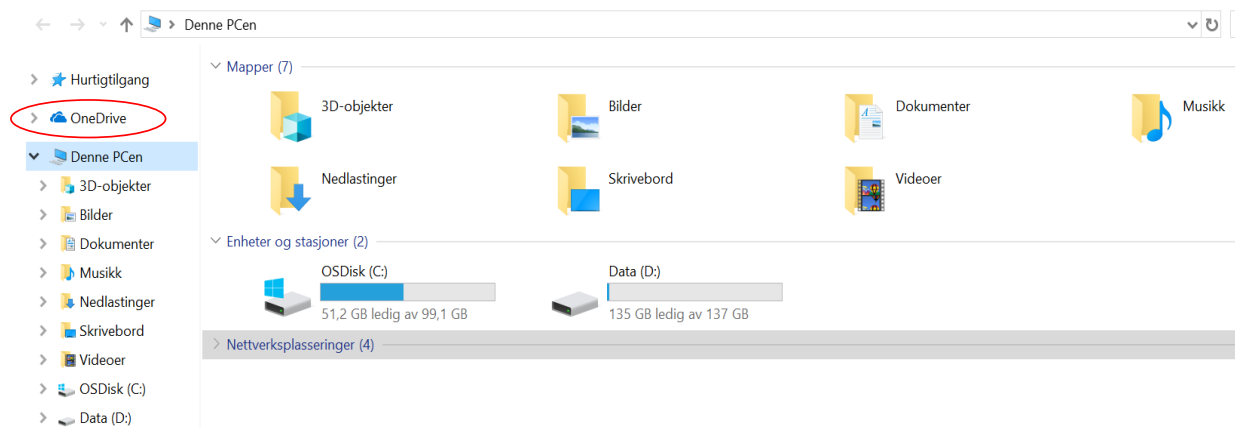 Denne PCen
Hurtigtilgang
OneDrive
Denne PCen
3D-objekter
Bilder
Dokumenter
Musikk
Nedlastinger
Skrivebord
Videoer
OSDisk (C:)
Data (D:)
Mapper (7)
3D-objekter
Bilder
Dokumenter
Musikk
Nedlastinger
Skrivebord
Videoer
Enheter og stasjoner (2)
OSDisk (C:)
51,2 GB ledig av 99,1 GB
Data (D:)
135 GB ledig av 137 GB
Nettverksplasseringer (4)